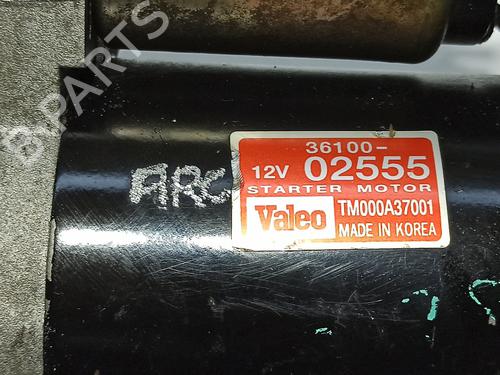 B-PARTS
ARC
36100-
12V 02555
STARTER MOTOR
Valeo TM000A37001
MADE IN KOREA